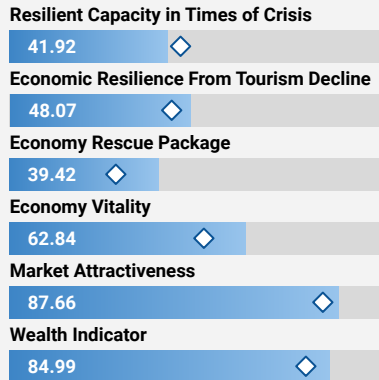 Resilient Capacity in Times of Crisis
41.92
Economic Resilience From Tourism Decline
48.07
Economy Rescue Package
39.42
Economy Vitality
62.84
Market Attractiveness
87.66
Wealth Indicator
84.99